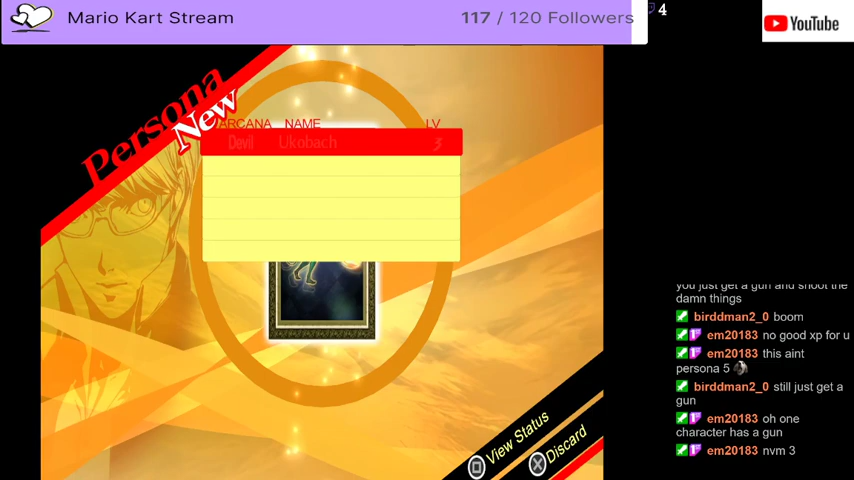 Mario Kart Stream
117 / 120 Followers
4
YouTube
Persona
New
ARCANA NAME LV
Devil Ukobach 3
View Status
Discard
you just get a gun and shoot the
damn things
birddman2_0 boom
em20183 no good xp for u
em20183 this aint
persona 5
birddman2_0 still just get a
gun
em20183 oh one
character has a gun
em20183 nvm 3